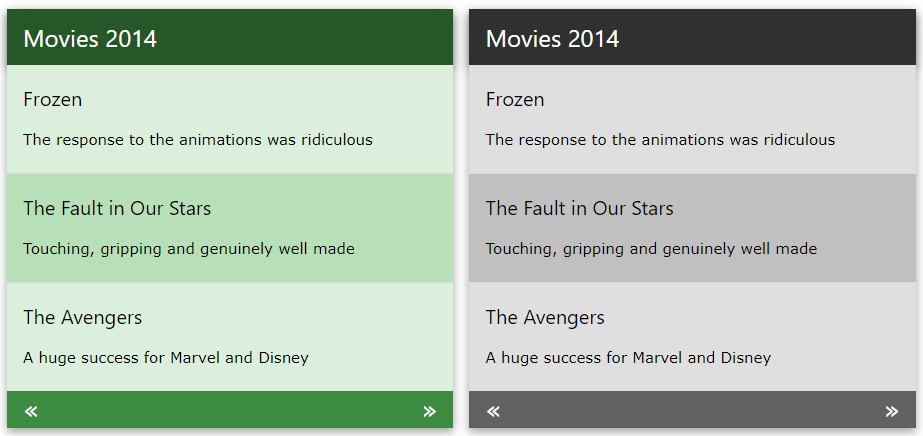 Movies 2014
Frozen
The response to the animations was ridiculous
The Fault in Our Stars
Touching, gripping and genuinely well made
The Avengers
A huge success for Marvel and Disney
« »
Movies 2014
Frozen
The response to the animations was ridiculous
The Fault in Our Stars
Touching, gripping and genuinely well made
The Avengers
A huge success for Marvel and Disney
« »